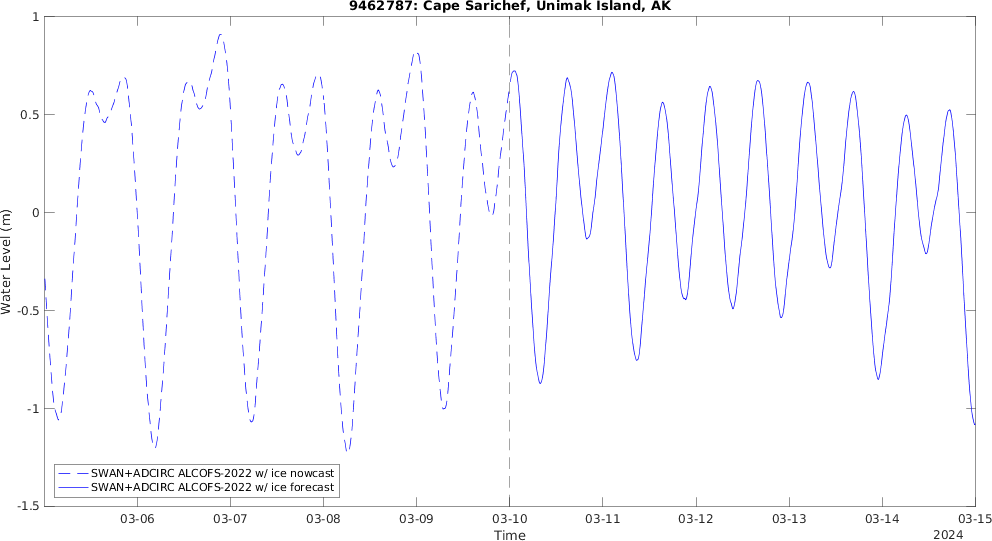 9462787: Cape Sarichef, Unimak Island, AK
1
0.5
0
-0.5
-1
-1.5
Water Level (m)
SWAN+ADCIRC ALCOFS-2022 w/ ice nowcast
SWAN+ADCIRC ALCOFS-2022 w/ ice forecast
03-06 03-07 03-08 03-09 03-10 03-11 03-12 03-13 03-14 03-15
Time
2024